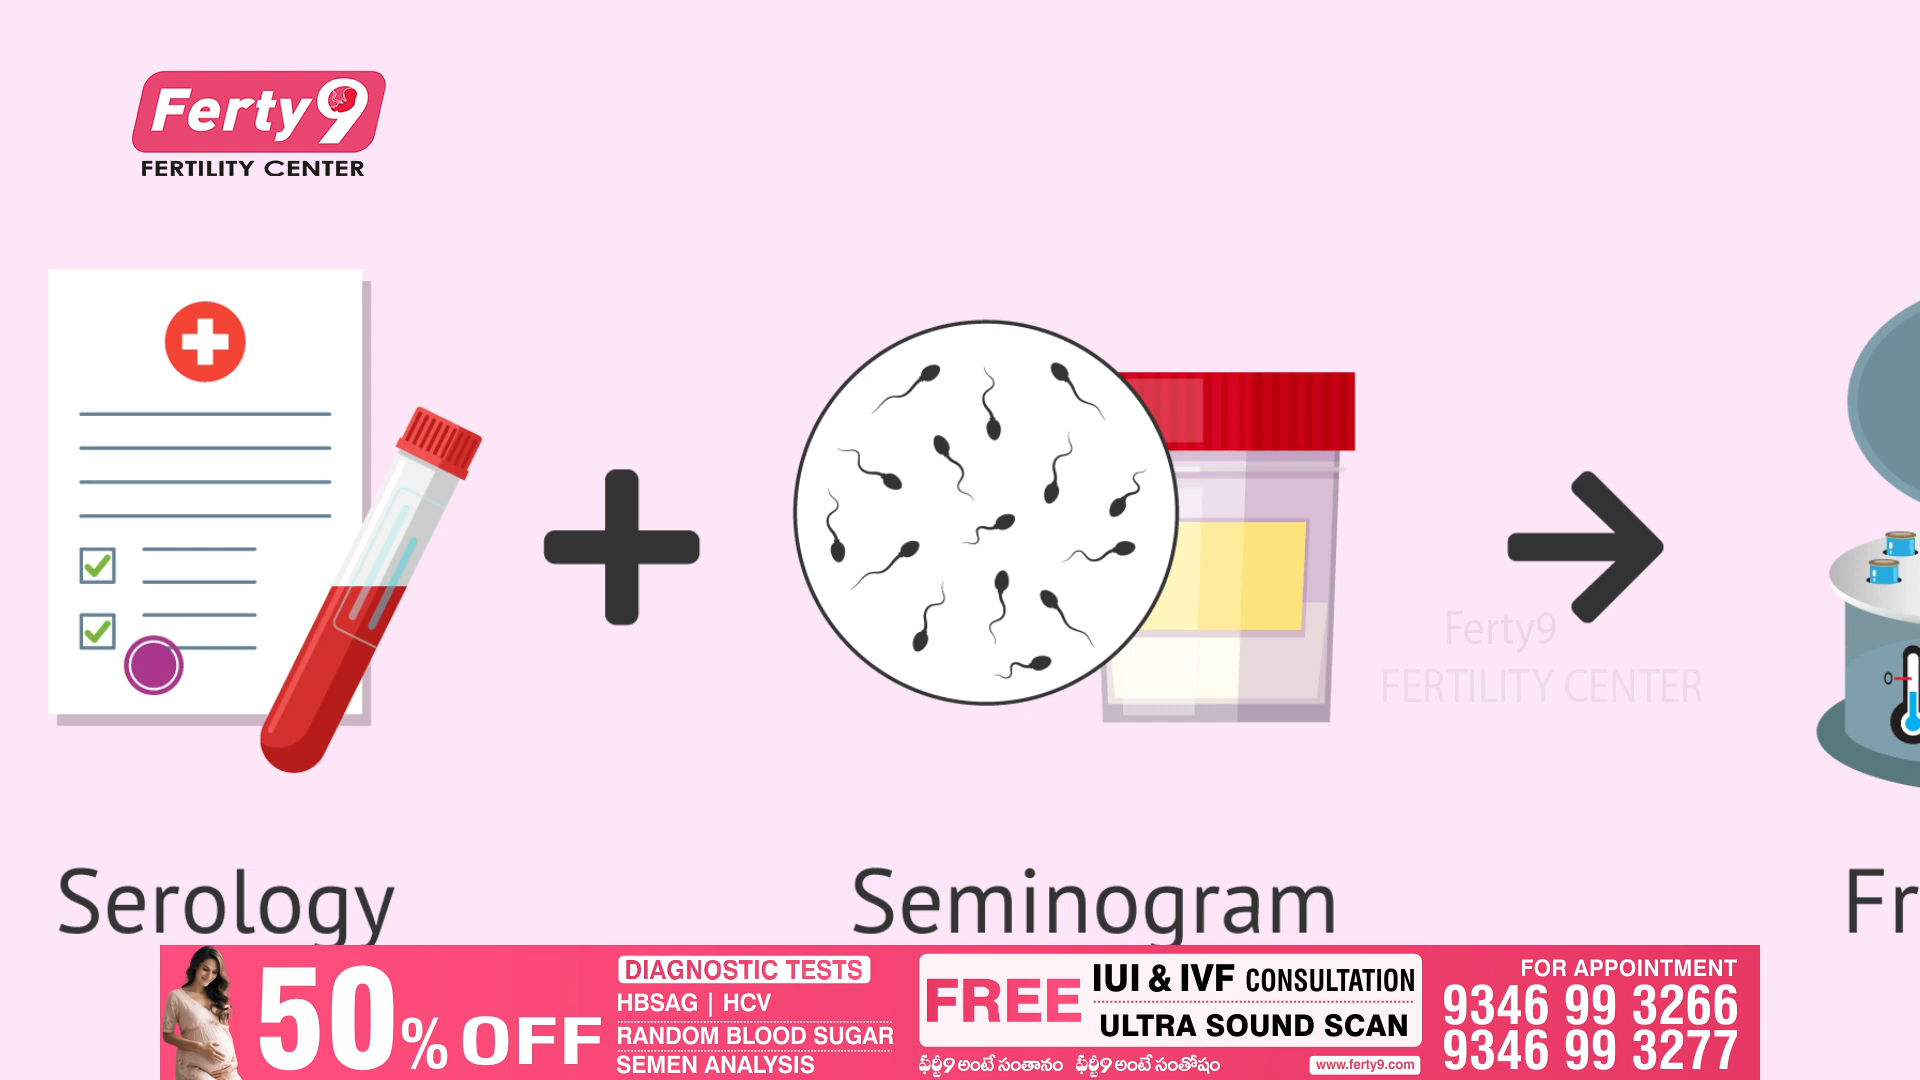 Ferty9
FERTILITY CENTER
Ferty9
FERTILITY CENTER
Serology
Seminogram
Fr
50% OFF
DIAGNOSTIC TESTS
HBSAG | HCV
RANDOM BLOOD SUGAR
SEMEN ANALYSIS
FREE
IUI & IVF CONSULTATION
ULTRA SOUND SCAN
ఫర్టీ9 అంటే సంతానం ఫర్టీ9 అంటే సంతోషం
www.ferty9.com
FOR APPOINTMENT
9346 99 3266
9346 99 3277